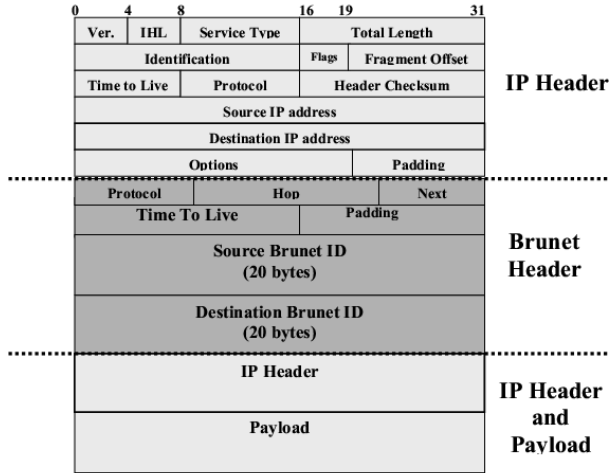 0 4 8 16 19 31
Ver. IHL Service Type Total Length
Identification Flags Fragment Offset
Time to Live Protocol Header Checksum
IP Header
Source IP address
Destination IP address
Options Padding
Protocol Hop Next
Time To Live Padding
Brunet
Header
Source Brunet ID
(20 bytes)
Destination Brunet ID
(20 bytes)
IP Header
IP Header
and
Payload
Payload